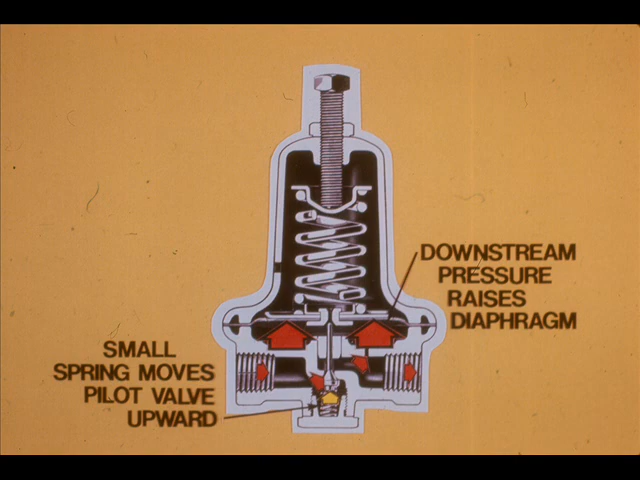 DOWNSTREAM
PRESSURE
RAISES
DIAPHRAGM
SMALL
SPRING MOVES
PILOT VALVE
UPWARD